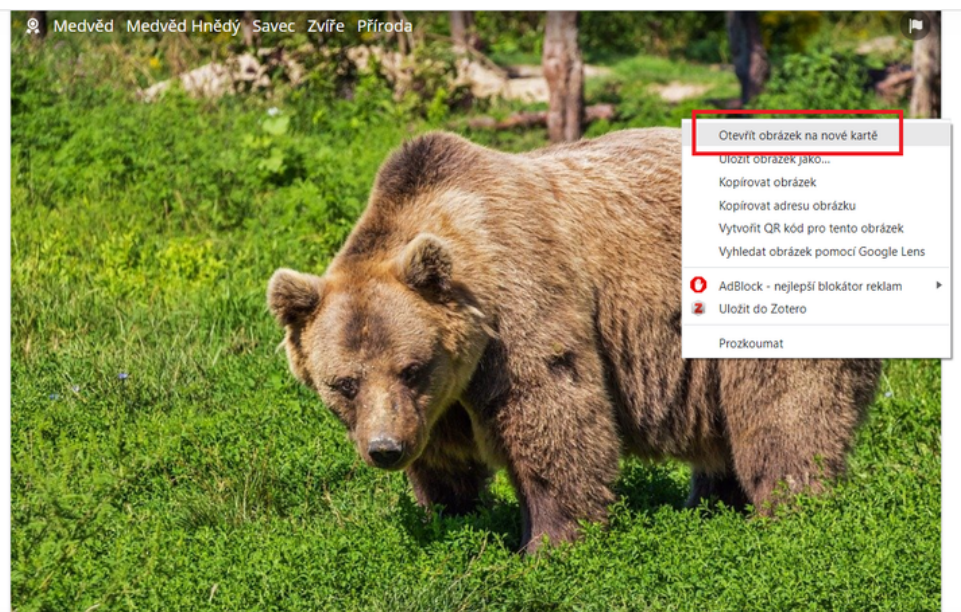 Medvěd Medvěd Hnědý Savec Zvíře Příroda
Otevřít obrázek na nové kartě
Uložit obrázek jako...
Kopírovat obrázek
Kopírovat adresu obrázku
Vytvořit QR kód pro tento obrázek
Vyhledat obrázek pomocí Google Lens
AdBlock - nejlepší blokátor reklam
Z Uložit do Zotero
Prozkoumat